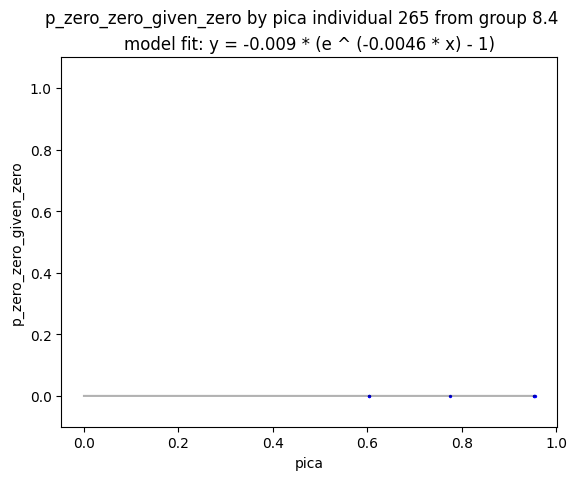 p_zero_zero_given_zero by pica individual 265 from group 8.4
model fit: y = -0.009 * (e ^ (-0.0046 * x) - 1)
1.0
0.8
0.6
0.4
0.2
0.0
p_zero_zero_given_zero
0.0 0.2 0.4 0.6 0.8 1.0
pica